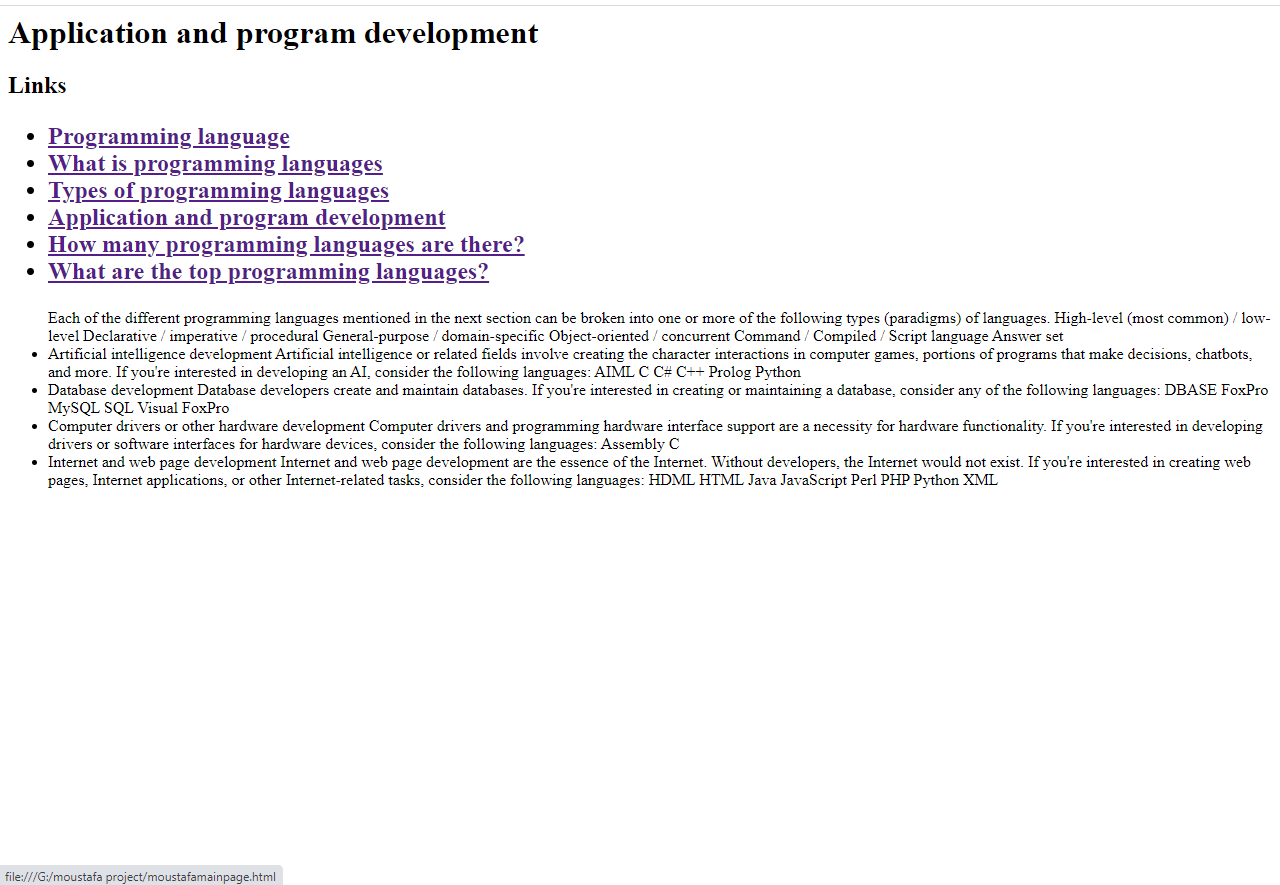 Application and program development
Links
Programming language
What is programming languages
Types of programming languages
Application and program development
How many programming languages are there?
What are the top programming languages?
Each of the different programming languages mentioned in the next section can be broken into one or more of the following types (paradigms) of languages. High-level (most common) / low-
level Declarative / imperative / procedural General-purpose / domain-specific Object-oriented / concurrent Command / Compiled / Script language Answer set
Artificial intelligence development Artificial intelligence or related fields involve creating the character interactions in computer games, portions of programs that make decisions, chatbots,
and more. If you're interested in developing an AI, consider the following languages: AIML C C# C++ Prolog Python
Database development Database developers create and maintain databases. If you're interested in creating or maintaining a database, consider any of the following languages: DBASE FoxPro
MySQL SQL Visual FoxPro
Computer drivers or other hardware development Computer drivers and programming hardware interface support are a necessity for hardware functionality. If you're interested in developing
drivers or software interfaces for hardware devices, consider the following languages: Assembly C
Internet and web page development Internet and web page development are the essence of the Internet. Without developers, the Internet would not exist. If you're interested in creating web
pages, Internet applications, or other Internet-related tasks, consider the following languages: HDML HTML Java JavaScript Perl PHP Python XML
file:///G:/moustafa project/moustafamainpage.html